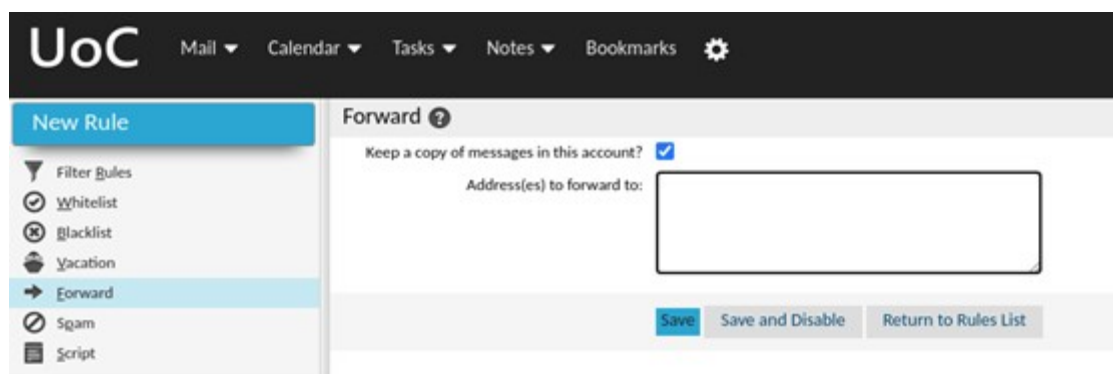 UoC Mail Calendar Tasks Notes Bookmarks
New Rule
Filter Rules
Whitelist
Blacklist
Vacation
Forward
Spam
Script
Forward ?
Keep a copy of messages in this account?
Address(es) to forward to:
Save Save and Disable Return to Rules List